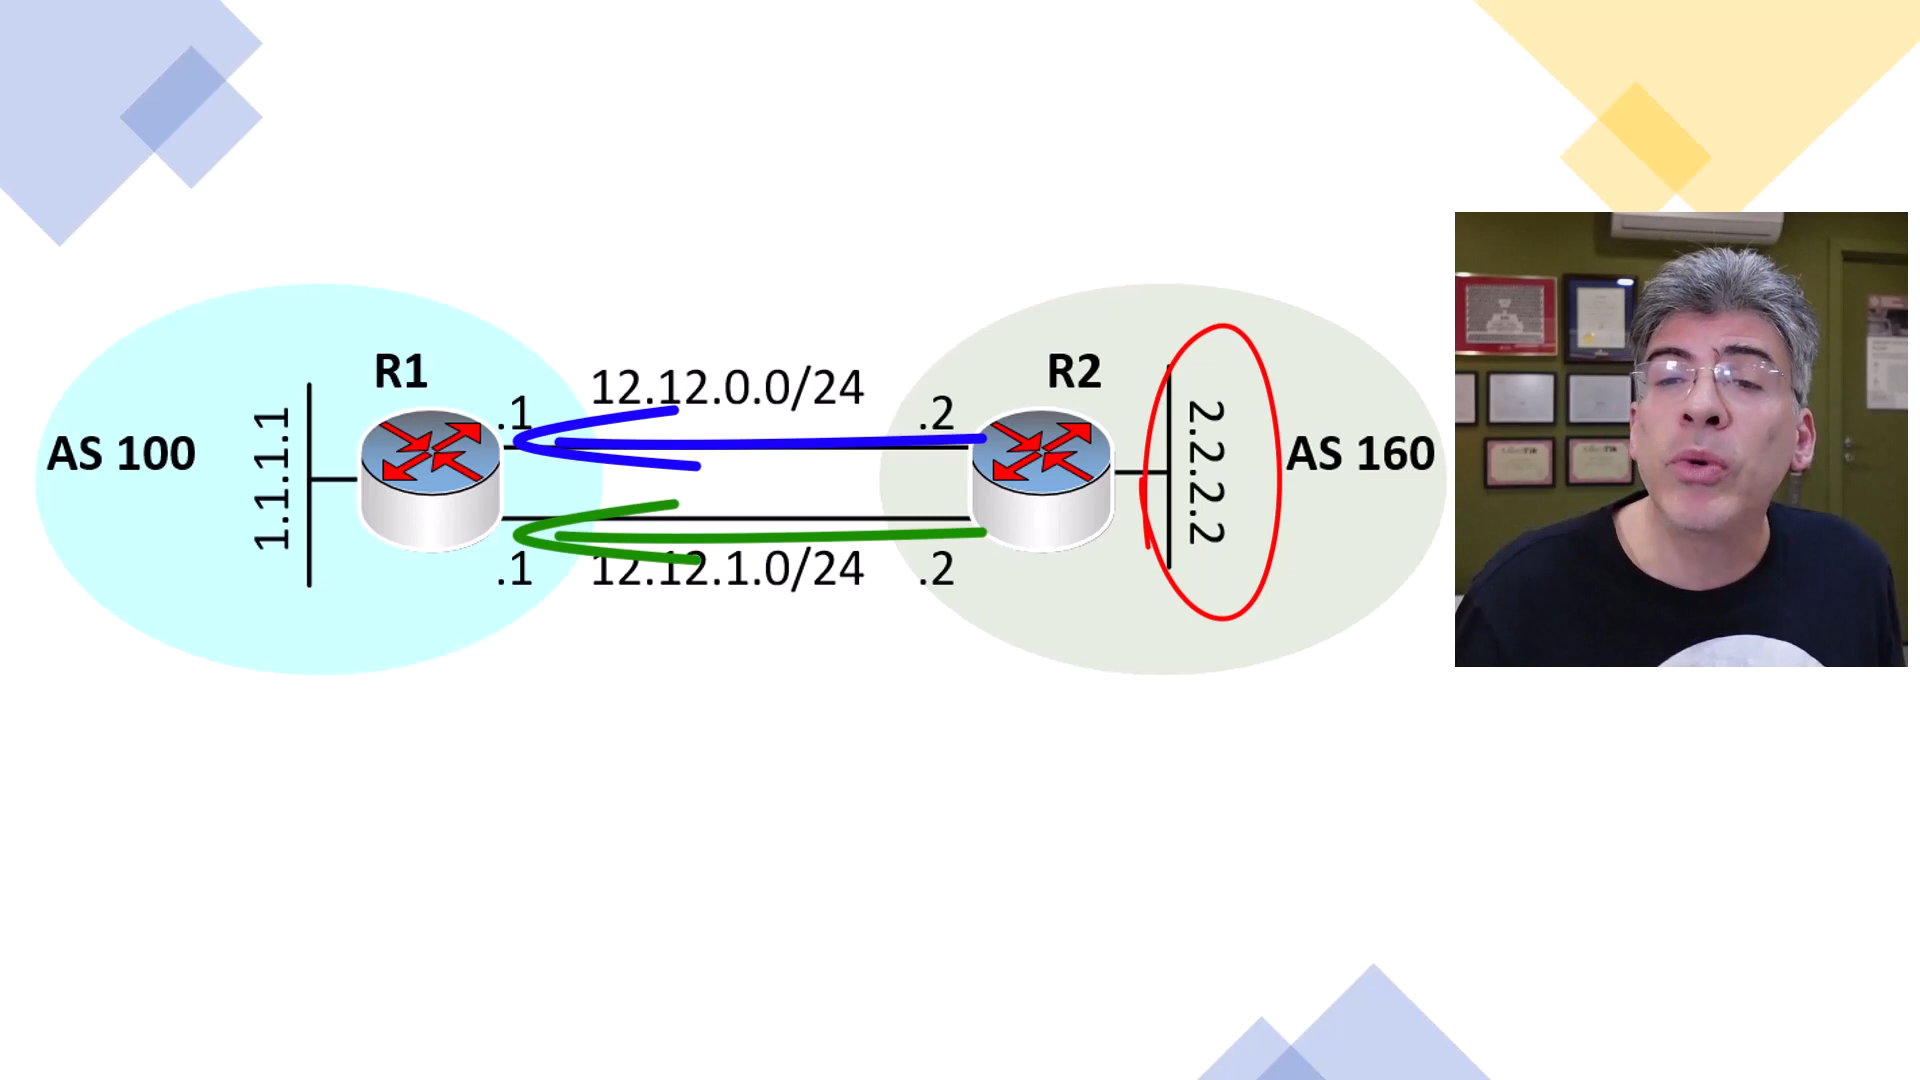 R1
R2
12.12.0.0/24
.1
.2
AS 100
1.1.1.1
2.2.2.2
AS 160
.1
12.12.1.0/24
.2